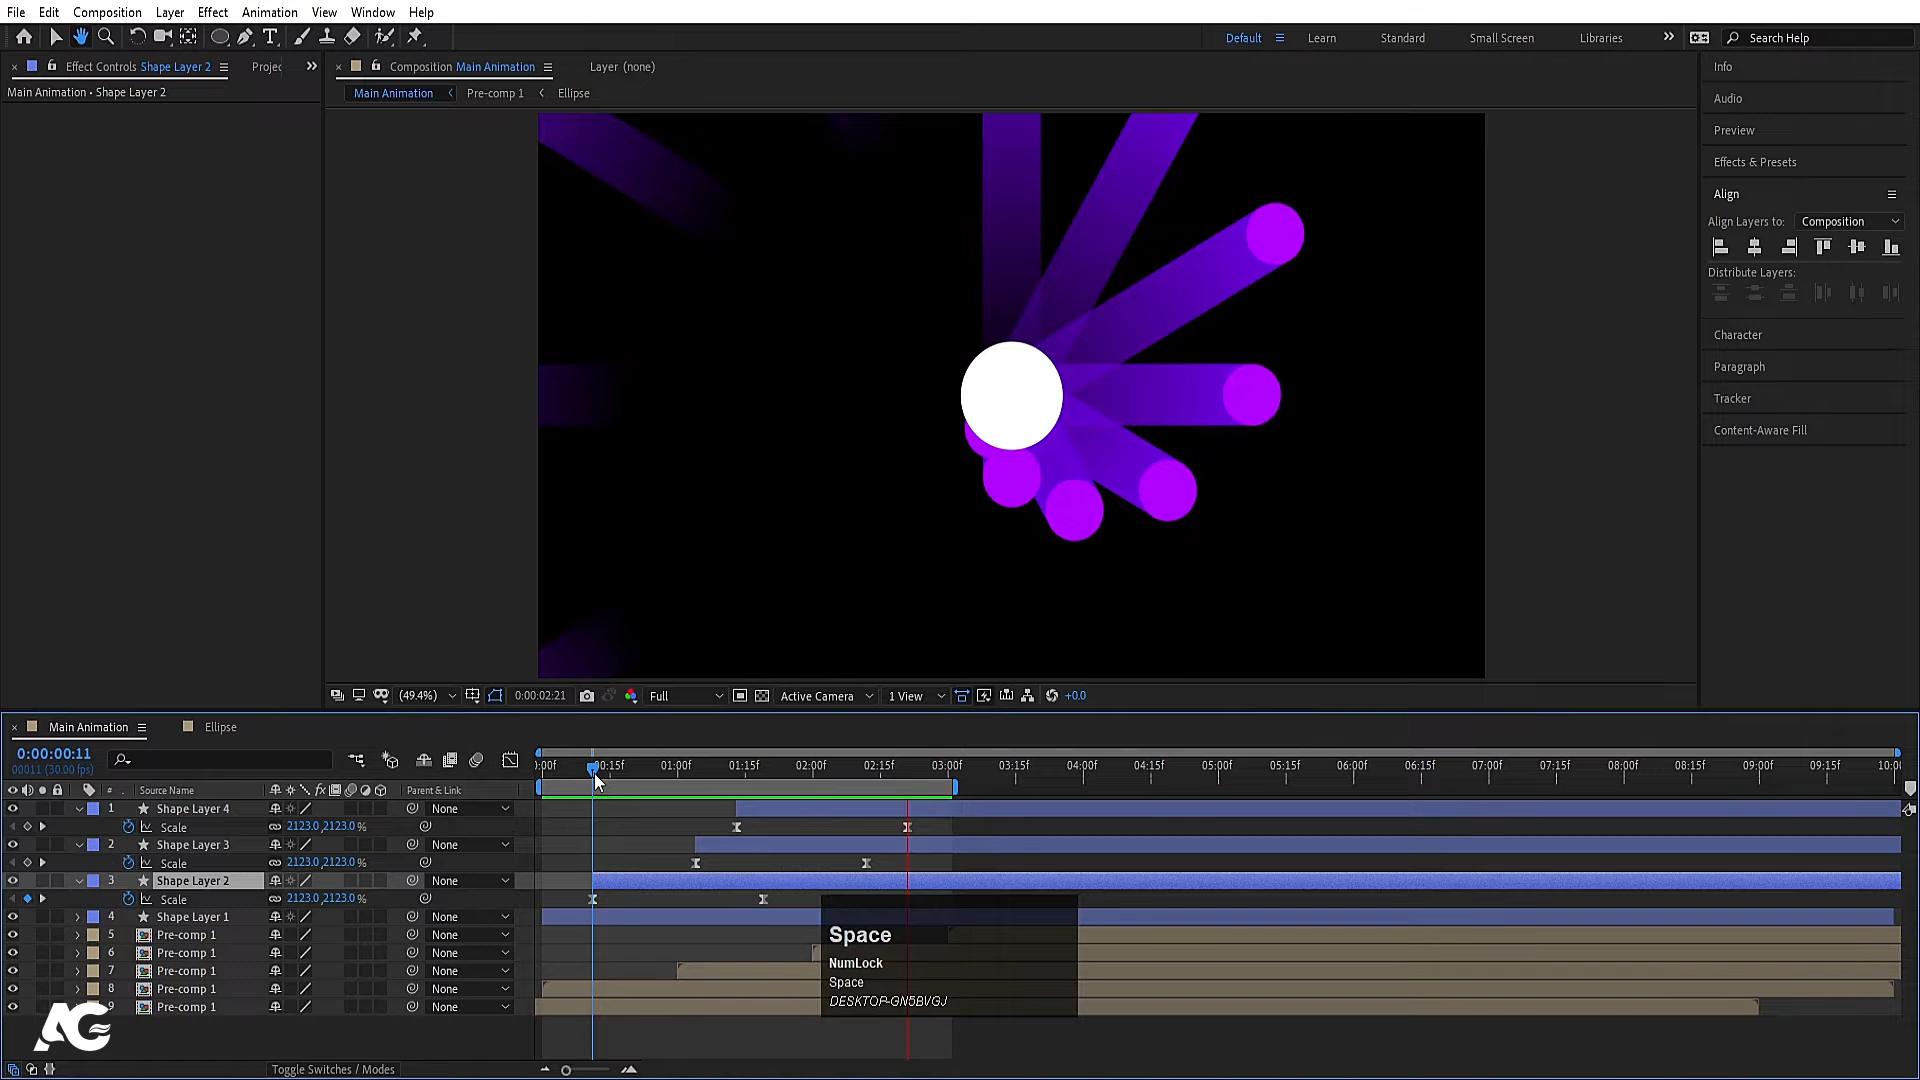 File Edit Composition Layer Effect Animation View Window Help
Default Learn Standard Small Screen Libraries Search Help
Effect Controls Shape Layer 2 Projec
Composition Main Animation Layer (none)
Main Animation • Shape Layer 2
Main Animation Pre-comp 1 Ellipse
Info
Audio
Preview
Effects & Presets
Align
Align Layers to: Composition
Distribute Layers:
Character
Paragraph
Tracker
Content-Aware Fill
(49.4%) 0:00:02:21 Full Active Camera 1 View +0.0
Main Animation Ellipse
0:00:00:11
00011 (30.00 fps)
:00f 00:15f 01:00f 01:15f 02:00f 02:15f 03:00f 03:15f 04:00f 04:15f 05:00f 05:15f 06:00f 06:15f 07:00f 07:15f 08:00f 08:15f 09:00f 09:15f 10:00
# Source Name fx Parent & Link
1 Shape Layer 4 None
Scale 2123.0,2123.0 %
2 Shape Layer 3 None
Scale 2123.0,2123.0 %
3 Shape Layer 2 None
Scale 2123.0,2123.0 %
4 Shape Layer 1 None
5 Pre-comp 1 None
6 Pre-comp 1 None
7 Pre-comp 1 None
8 Pre-comp 1 None
9 Pre-comp 1 None
Space
NumLock
Space
DESKTOP-GN5BVGJ
AG
Toggle Switches / Modes